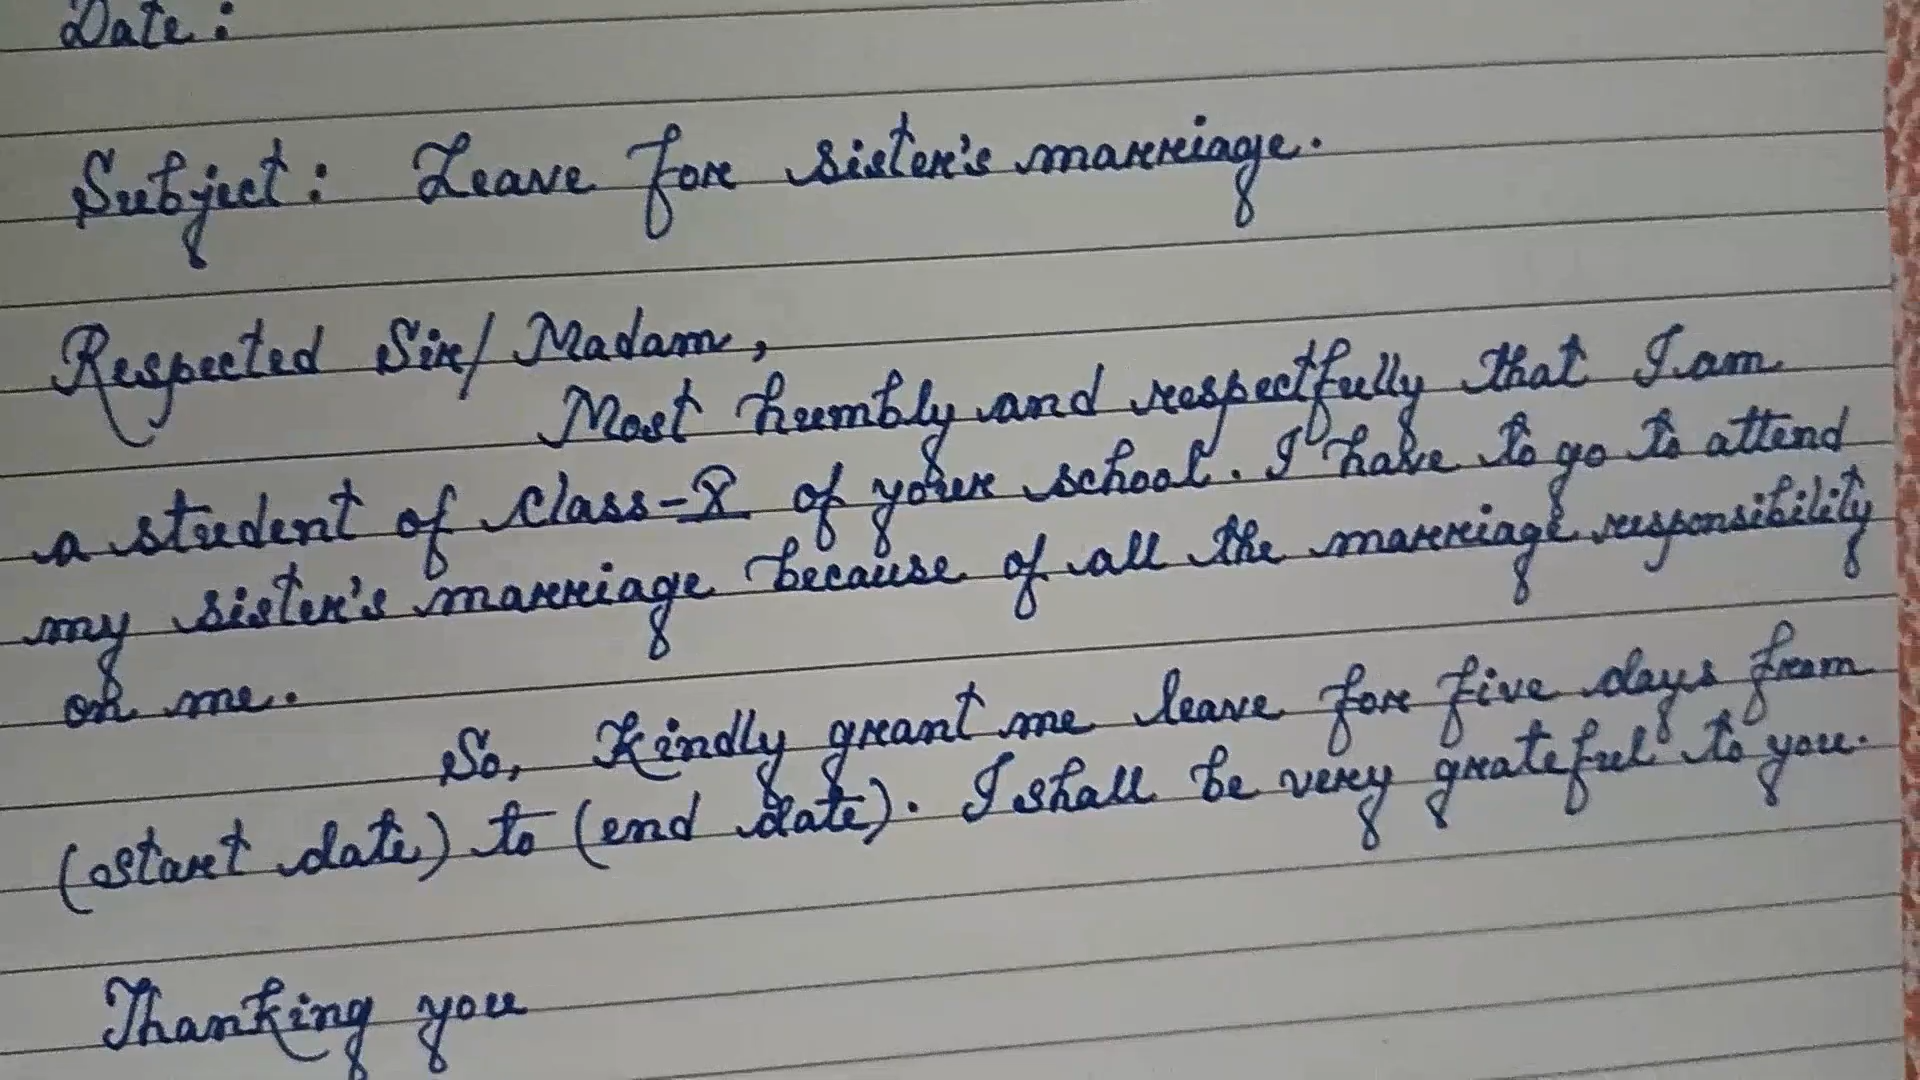 Date:
Subject: Leave for sister's marriage.
Respected Sir/Madam,
Most humbly and respectfully that I am
a student of class-X of your school. I have to go to attend
my sister's marriage because of all the marriage responsibility
on me.
So, Kindly grant me leave for five days from
(start date) to (end date). I shall be very grateful to you.
Thanking you